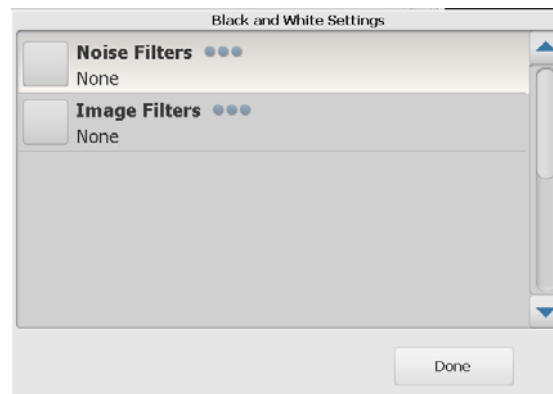 Black and White Settings
Noise Filters
None
Image Filters
None
Done